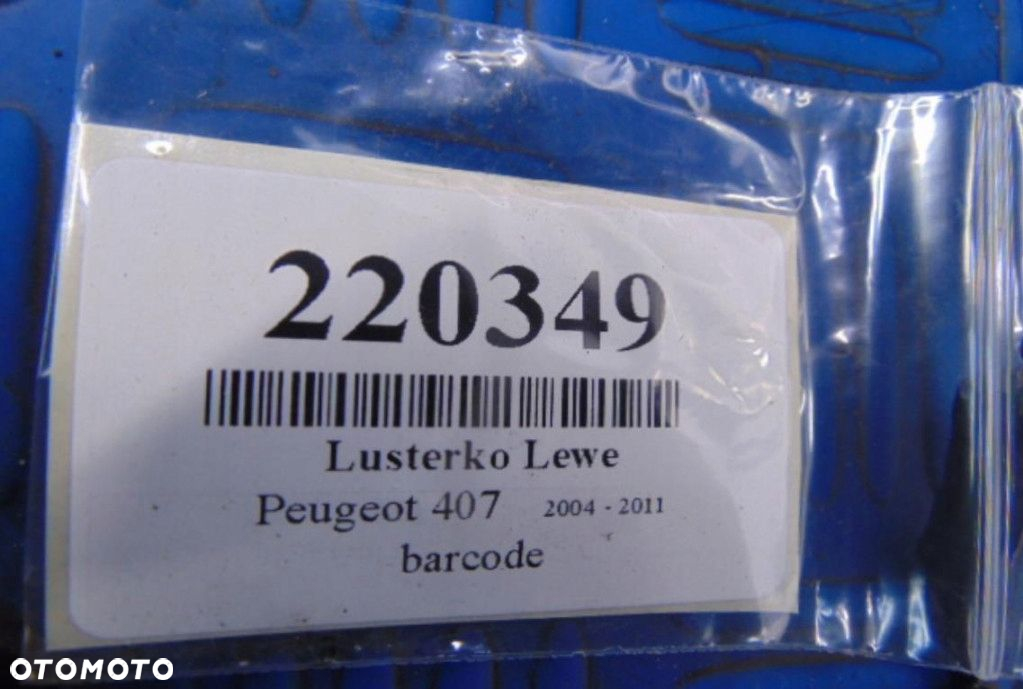 220349
Lusterko Lewe
Peugeot 407 2004 - 2011
barcode
OTOMOTO